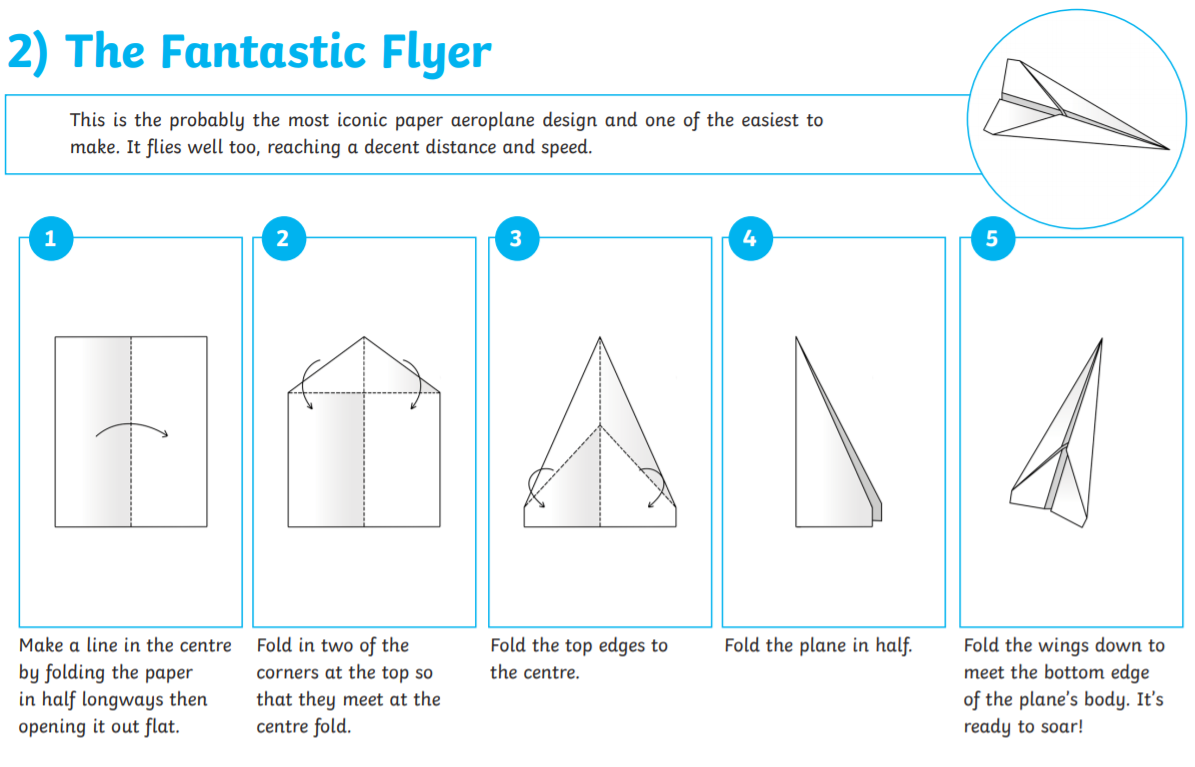 2) The Fantastic Flyer
This is the probably the most iconic paper aeroplane design and one of the easiest to
make. It flies well too, reaching a decent distance and speed.
1
Make a line in the centre
by folding the paper
in half longways then
opening it out flat.
2
Fold in two of the
corners at the top so
that they meet at the
centre fold.
3
Fold the top edges to
the centre.
4
Fold the plane in half.
5
Fold the wings down to
meet the bottom edge
of the plane's body. It's
ready to soar!